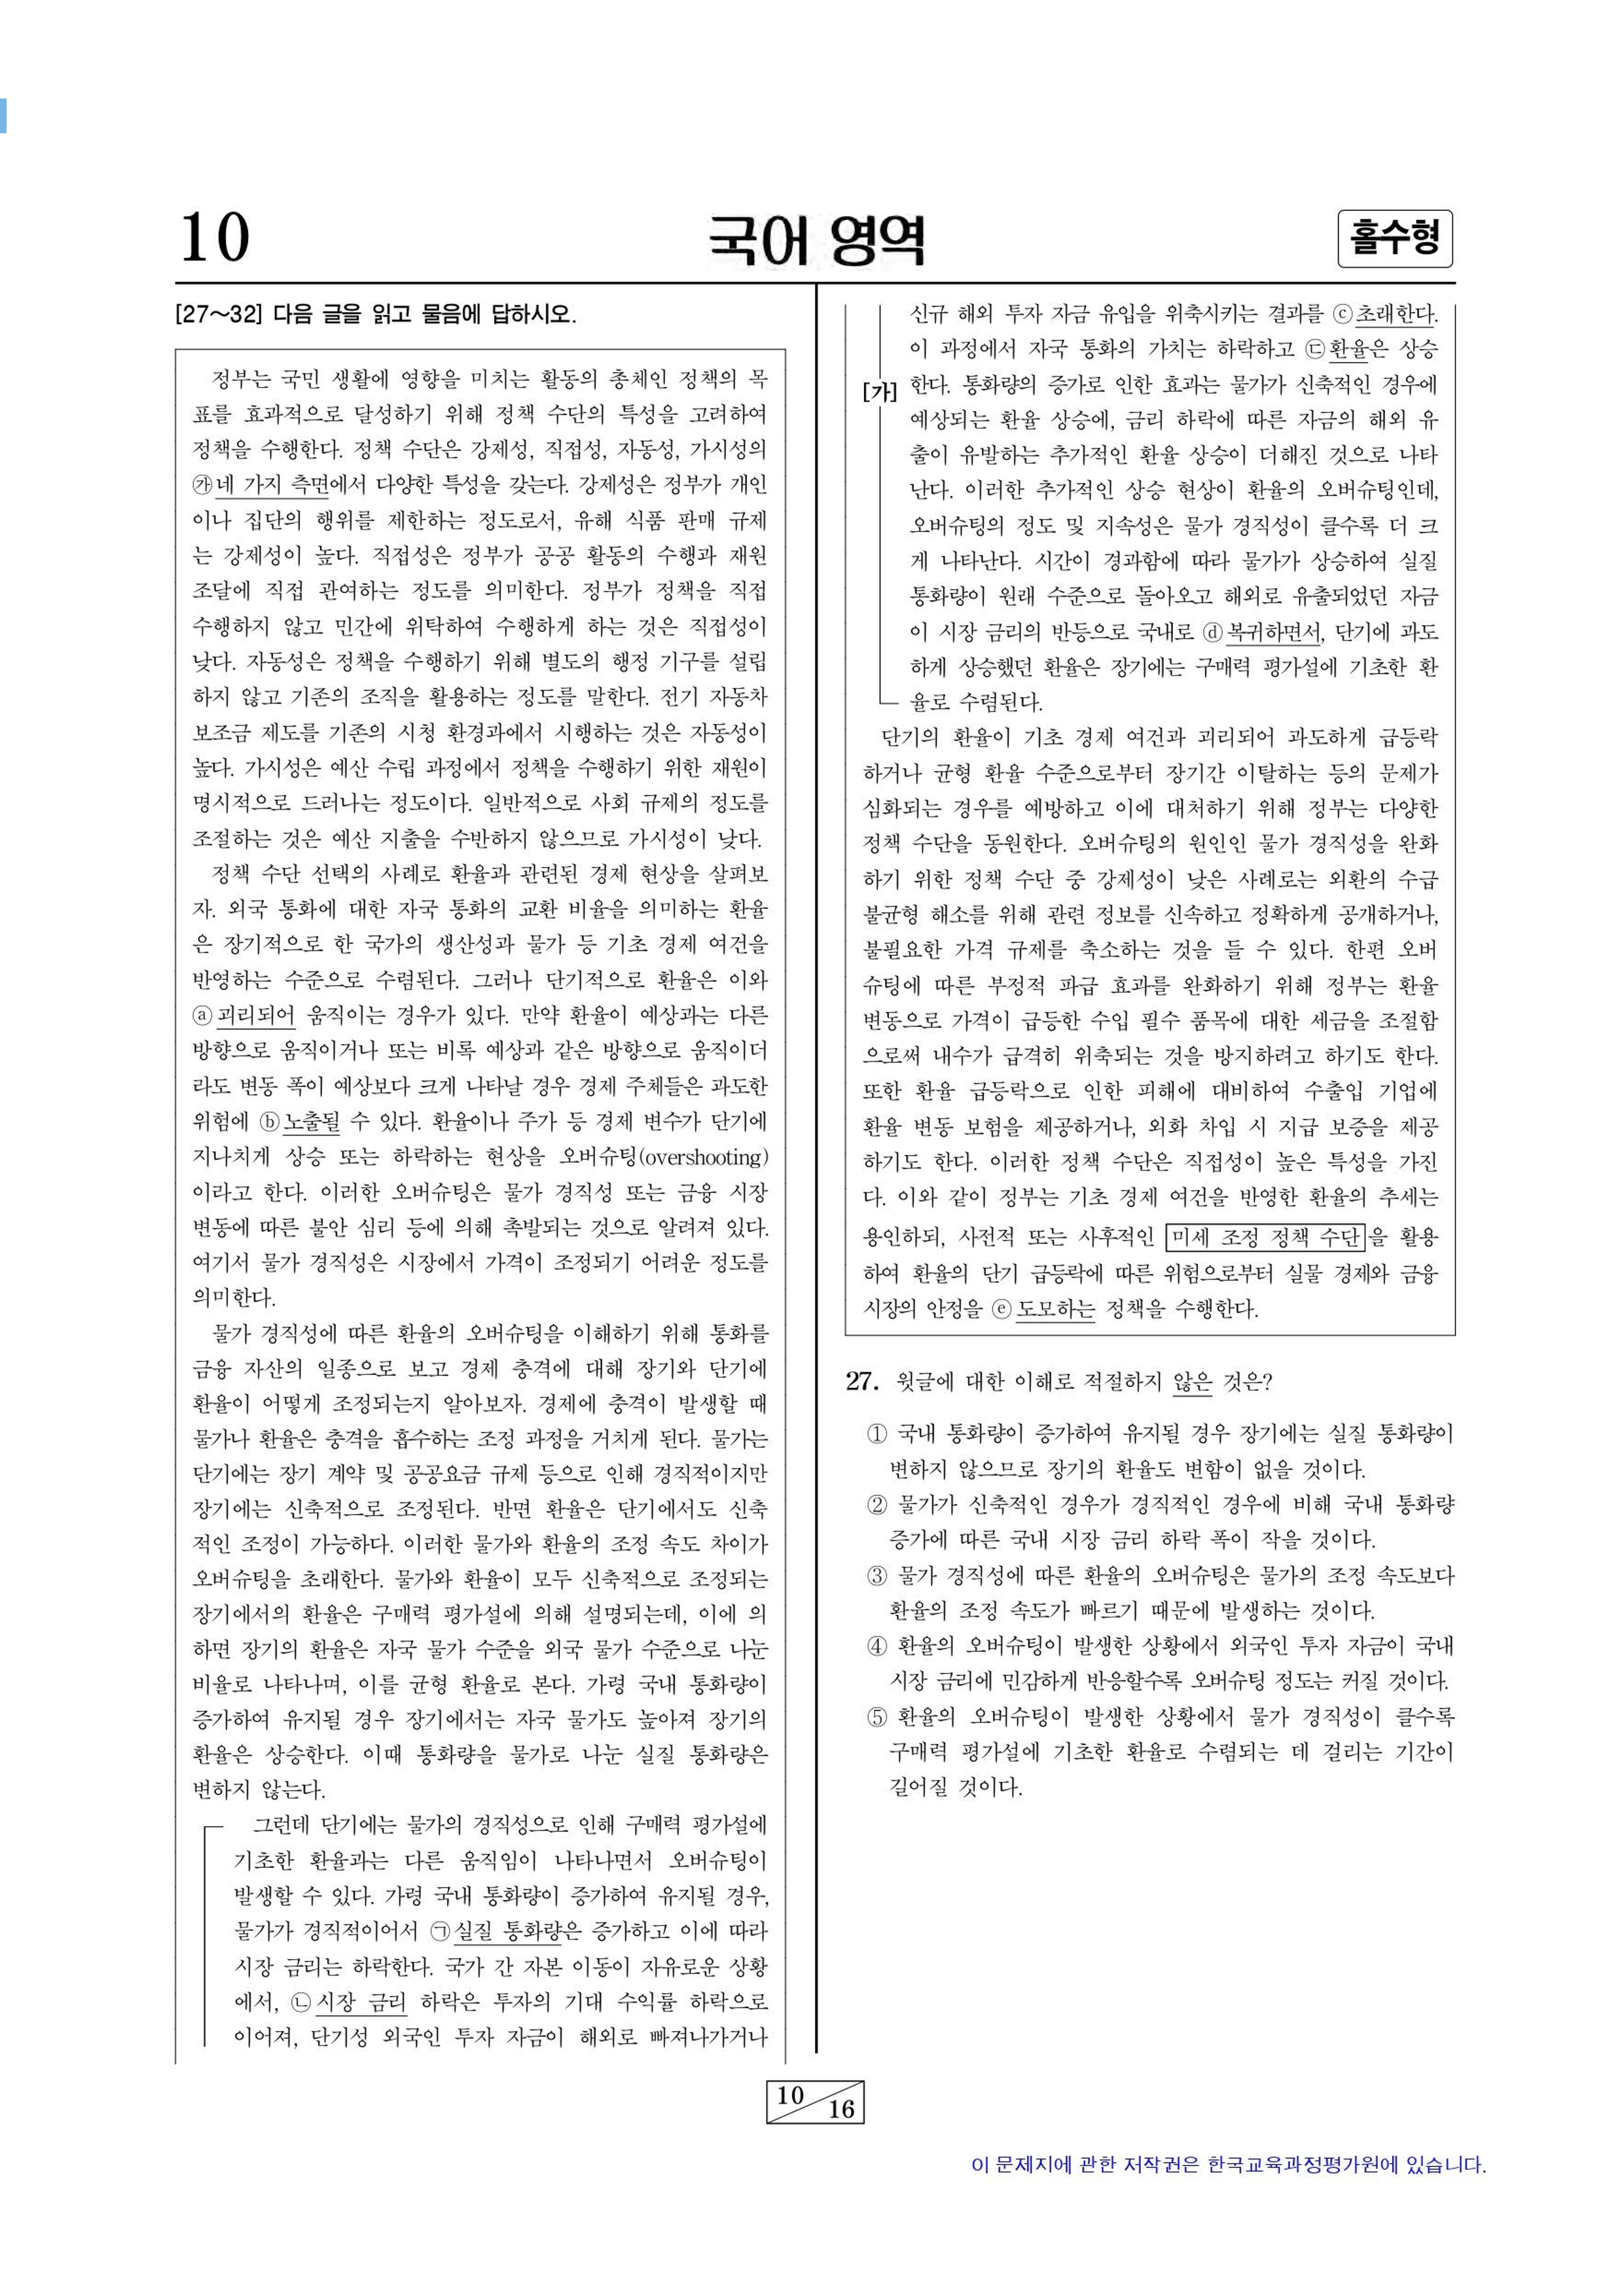 10
국어 영역
홀수형
[27～32] 다음 글을 읽고 물음에 답하시오.
정부는 국민 생활에 영향을 미치는 활동의 총체인 정책의 목
표를 효과적으로 달성하기 위해 정책 수단의 특성을 고려하여
정책을 수행한다. 정책 수단은 강제성, 직접성, 자동성, 가시성의
㉮네 가지 측면에서 다양한 특성을 갖는다. 강제성은 정부가 개인
이나 집단의 행위를 제한하는 정도로서, 유해 식품 판매 규제
는 강제성이 높다. 직접성은 정부가 공공 활동의 수행과 재원
조달에 직접 관여하는 정도를 의미한다. 정부가 정책을 직접
수행하지 않고 민간에 위탁하여 수행하게 하는 것은 직접성이
낮다. 자동성은 정책을 수행하기 위해 별도의 행정 기구를 설립
하지 않고 기존의 조직을 활용하는 정도를 말한다. 전기 자동차
보조금 제도를 기존의 시청 환경과에서 시행하는 것은 자동성이
높다. 가시성은 예산 수립 과정에서 정책을 수행하기 위한 재원이
명시적으로 드러나는 정도이다. 일반적으로 사회 규제의 정도를
조절하는 것은 예산 지출을 수반하지 않으므로 가시성이 낮다.
정책 수단 선택의 사례로 환율과 관련된 경제 현상을 살펴보
자. 외국 통화에 대한 자국 통화의 교환 비율을 의미하는 환율
은 장기적으로 한 국가의 생산성과 물가 등 기초 경제 여건을
반영하는 수준으로 수렴된다. 그러나 단기적으로 환율은 이와
ⓐ괴리되어 움직이는 경우가 있다. 만약 환율이 예상과는 다른
방향으로 움직이거나 또는 비록 예상과 같은 방향으로 움직이더
라도 변동 폭이 예상보다 크게 나타날 경우 경제 주체들은 과도한
위험에 ⓑ노출될 수 있다. 환율이나 주가 등 경제 변수가 단기에
지나치게 상승 또는 하락하는 현상을 오버슈팅(overshooting)
이라고 한다. 이러한 오버슈팅은 물가 경직성 또는 금융 시장
변동에 따른 불안 심리 등에 의해 촉발되는 것으로 알려져 있다.
여기서 물가 경직성은 시장에서 가격이 조정되기 어려운 정도를
의미한다.
물가 경직성에 따른 환율의 오버슈팅을 이해하기 위해 통화를
금융 자산의 일종으로 보고 경제 충격에 대해 장기와 단기에
환율이 어떻게 조정되는지 알아보자. 경제에 충격이 발생할 때
물가나 환율은 충격을 흡수하는 조정 과정을 거치게 된다. 물가는
단기에는 장기 계약 및 공공요금 규제 등으로 인해 경직적이지만
장기에는 신축적으로 조정된다. 반면 환율은 단기에서도 신축
적인 조정이 가능하다. 이러한 물가와 환율의 조정 속도 차이가
오버슈팅을 초래한다. 물가와 환율이 모두 신축적으로 조정되는
장기에서의 환율은 구매력 평가설에 의해 설명되는데, 이에 의
하면 장기의 환율은 자국 물가 수준을 외국 물가 수준으로 나눈
비율로 나타나며, 이를 균형 환율로 본다. 가령 국내 통화량이
증가하여 유지될 경우 장기에서는 자국 물가도 높아져 장기의
환율은 상승한다. 이때 통화량을 물가로 나눈 실질 통화량은
변하지 않는다.
그런데 단기에는 물가의 경직성으로 인해 구매력 평가설에
기초한 환율과는 다른 움직임이 나타나면서 오버슈팅이
발생할 수 있다. 가령 국내 통화량이 증가하여 유지될 경우,
물가가 경직적이어서 ㉠실질 통화량은 증가하고 이에 따라
시장 금리는 하락한다. 국가 간 자본 이동이 자유로운 상황
에서, ㉡시장 금리 하락은 투자의 기대 수익률 하락으로
이어져, 단기성 외국인 투자 자금이 해외로 빠져나가거나
신규 해외 투자 자금 유입을 위축시키는 결과를 ⓒ초래한다.
이 과정에서 자국 통화의 가치는 하락하고 ㉢환율은 상승
[가] 한다. 통화량의 증가로 인한 효과는 물가가 신축적인 경우에
예상되는 환율 상승에, 금리 하락에 따른 자금의 해외 유
출이 유발하는 추가적인 환율 상승이 더해진 것으로 나타
난다. 이러한 추가적인 상승 현상이 환율의 오버슈팅인데,
오버슈팅의 정도 및 지속성은 물가 경직성이 클수록 더 크
게 나타난다. 시간이 경과함에 따라 물가가 상승하여 실질
통화량이 원래 수준으로 돌아오고 해외로 유출되었던 자금
이 시장 금리의 반등으로 국내로 ⓓ복귀하면서, 단기에 과도
하게 상승했던 환율은 장기에는 구매력 평가설에 기초한 환
율로 수렴된다.
단기의 환율이 기초 경제 여건과 괴리되어 과도하게 급등락
하거나 균형 환율 수준으로부터 장기간 이탈하는 등의 문제가
심화되는 경우를 예방하고 이에 대처하기 위해 정부는 다양한
정책 수단을 동원한다. 오버슈팅의 원인인 물가 경직성을 완화
하기 위한 정책 수단 중 강제성이 낮은 사례로는 외환의 수급
불균형 해소를 위해 관련 정보를 신속하고 정확하게 공개하거나,
불필요한 가격 규제를 축소하는 것을 들 수 있다. 한편 오버
슈팅에 따른 부정적 파급 효과를 완화하기 위해 정부는 환율
변동으로 가격이 급등한 수입 필수 품목에 대한 세금을 조절함
으로써 내수가 급격히 위축되는 것을 방지하려고 하기도 한다.
또한 환율 급등락으로 인한 피해에 대비하여 수출입 기업에
환율 변동 보험을 제공하거나, 외화 차입 시 지급 보증을 제공
하기도 한다. 이러한 정책 수단은 직접성이 높은 특성을 가진
다. 이와 같이 정부는 기초 경제 여건을 반영한 환율의 추세는
용인하되, 사전적 또는 사후적인 미세 조정 정책 수단을 활용
하여 환율의 단기 급등락에 따른 위험으로부터 실물 경제와 금융
시장의 안정을 ⓔ도모하는 정책을 수행한다.
27. 윗글에 대한 이해로 적절하지 않은 것은?
① 국내 통화량이 증가하여 유지될 경우 장기에는 실질 통화량이
변하지 않으므로 장기의 환율도 변함이 없을 것이다.
② 물가가 신축적인 경우가 경직적인 경우에 비해 국내 통화량
증가에 따른 국내 시장 금리 하락 폭이 작을 것이다.
③ 물가 경직성에 따른 환율의 오버슈팅은 물가의 조정 속도보다
환율의 조정 속도가 빠르기 때문에 발생하는 것이다.
④ 환율의 오버슈팅이 발생한 상황에서 외국인 투자 자금이 국내
시장 금리에 민감하게 반응할수록 오버슈팅 정도는 커질 것이다.
⑤ 환율의 오버슈팅이 발생한 상황에서 물가 경직성이 클수록
구매력 평가설에 기초한 환율로 수렴되는 데 걸리는 기간이
길어질 것이다.
10 16
이 문제지에 관한 저작권은 한국교육과정평가원에 있습니다.